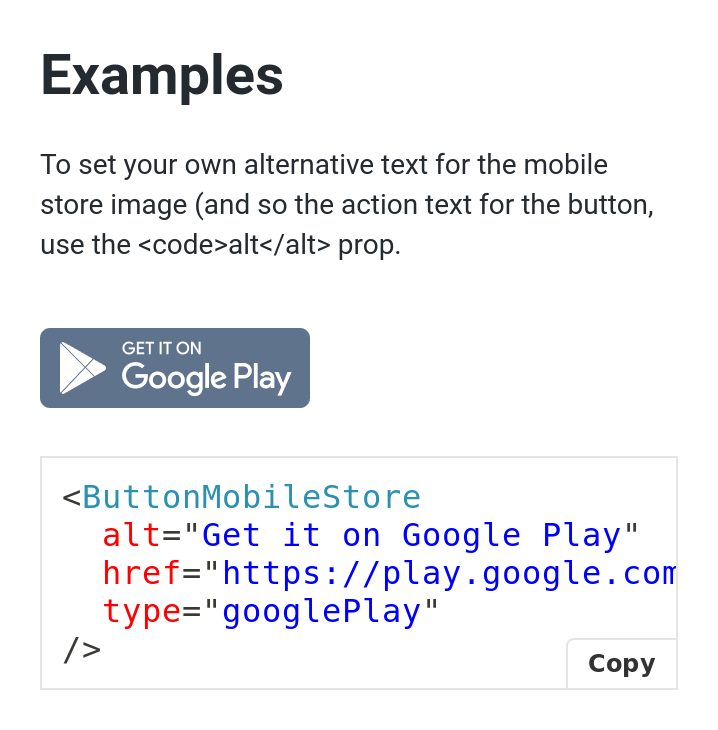 Examples
To set your own alternative text for the mobile
store image (and so the action text for the button,
use the <code>alt</alt> prop.
GET IT ON
Google Play
<ButtonMobileStore
  alt="Get it on Google Play"
  href="https://play.google.com
  type="googlePlay"
/>
Copy